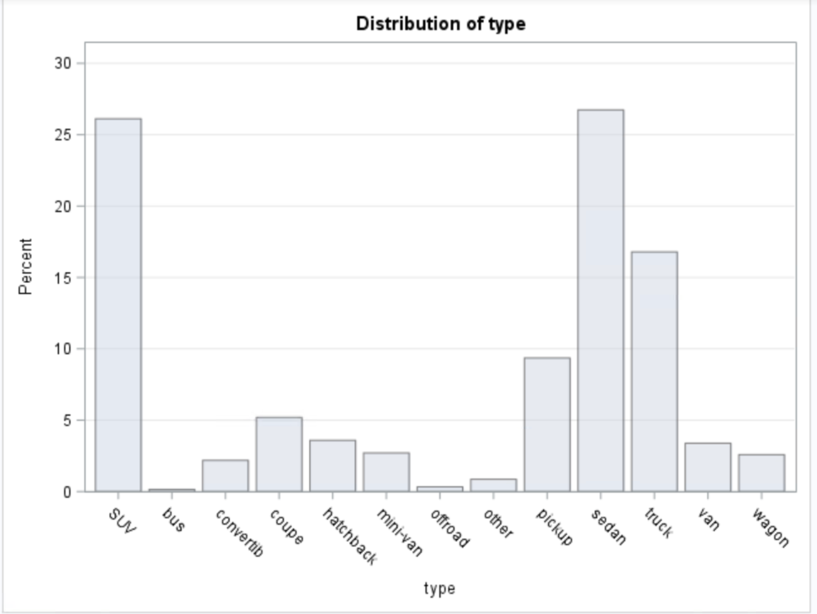 Distribution of type
30
25
20
15
10
5
0
Percent
SUV
bus
convertib
coupe
hatchback
mini-van
offroad
other
pickup
sedan
truck
van
wagon
type